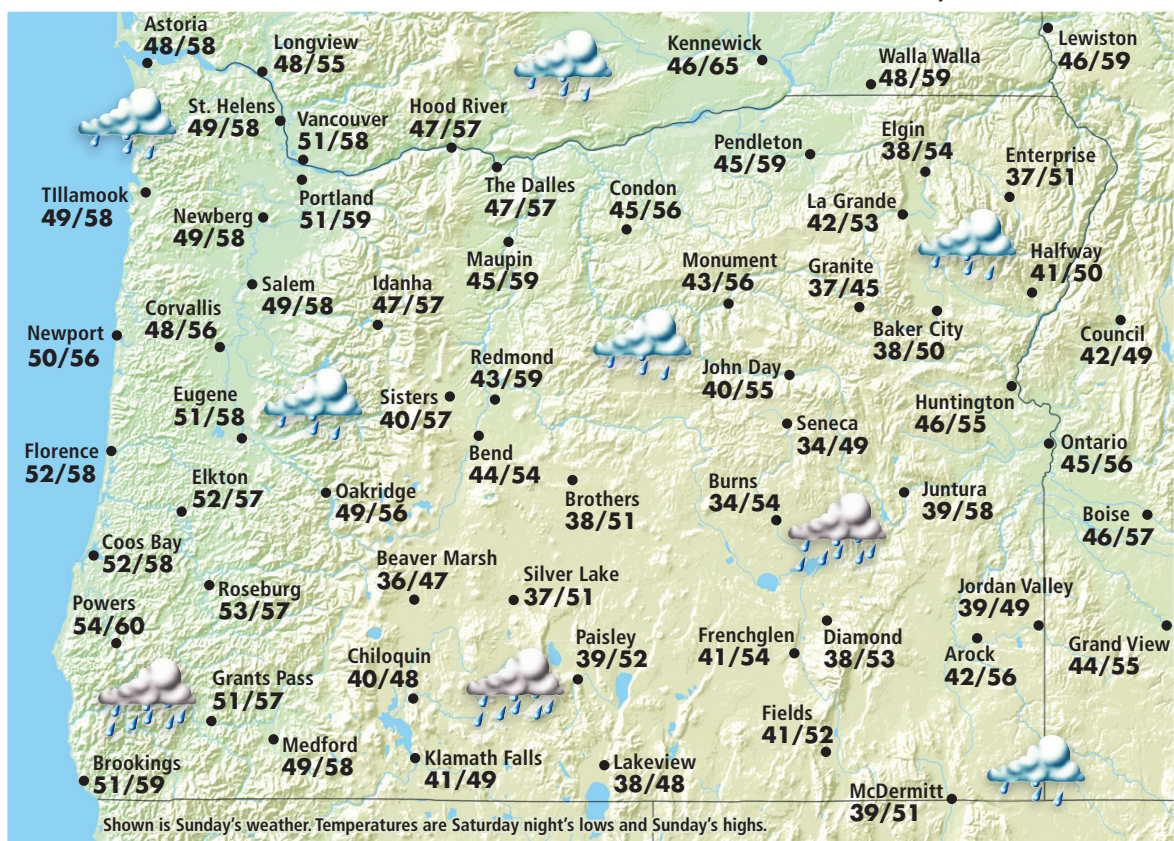 Astoria
48/58
Longview
48/55
Kennewick
46/65
Walla Walla
48/59
Lewiston
46/59
St. Helens
49/58
Vancouver
51/58
Hood River
47/57
Pendleton
45/59
Elgin
38/54
Enterprise
37/51
TIllamook
49/58
Newberg
49/58
Portland
51/59
The Dalles
47/57
Condon
45/56
La Grande
42/53
Salem
49/58
Idanha
47/57
Maupin
45/59
Monument
43/56
Granite
37/45
Halfway
41/50
Newport
50/56
Corvallis
48/56
Baker City
38/50
Council
42/49
Eugene
51/58
Sisters
40/57
Redmond
43/59
John Day
40/55
Huntington
46/55
Florence
52/58
Bend
44/54
Seneca
34/49
Ontario
45/56
Elkton
52/57
Oakridge
49/56
Brothers
38/51
Burns
34/54
Juntura
39/58
Boise
46/57
Coos Bay
52/58
Roseburg
53/57
Beaver Marsh
36/47
Silver Lake
37/51
Jordan Valley
39/49
Powers
54/60
Chiloquin
40/48
Paisley
39/52
Frenchglen
41/54
Diamond
38/53
Arock
42/56
Grand View
44/55
Grants Pass
51/57
Fields
41/52
Brookings
51/59
Medford
49/58
Klamath Falls
41/49
Lakeview
38/48
McDermitt
39/51
Shown is Sunday's weather. Temperatures are Saturday night's lows and Sunday's highs.